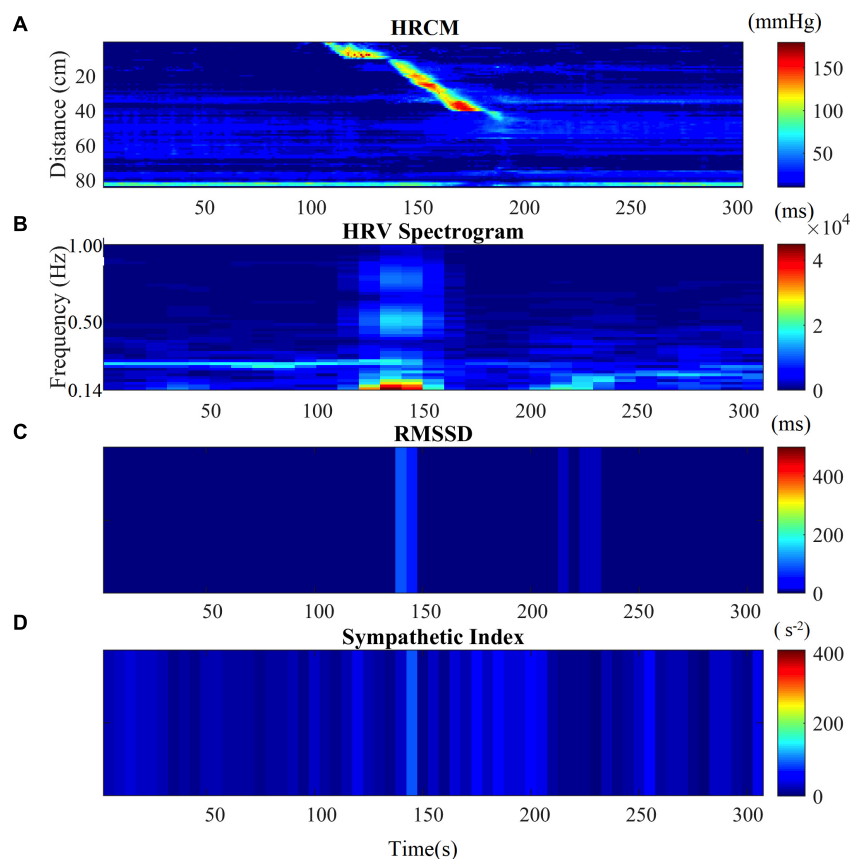 A
HRCM
(mmHg)
Distance (cm)
20
40
60
80
150
100
50
50
100
150
200
250
300
B
HRV Spectrogram
(ms)
×10⁴
Frequency (Hz)
1.00
0.50
0.14
4
2
0
50
100
150
200
250
300
C
RMSSD
(ms)
400
200
0
50
100
150
200
250
300
D
Sympathetic Index
( s⁻²)
400
200
0
50
100
150
200
250
300
Time(s)